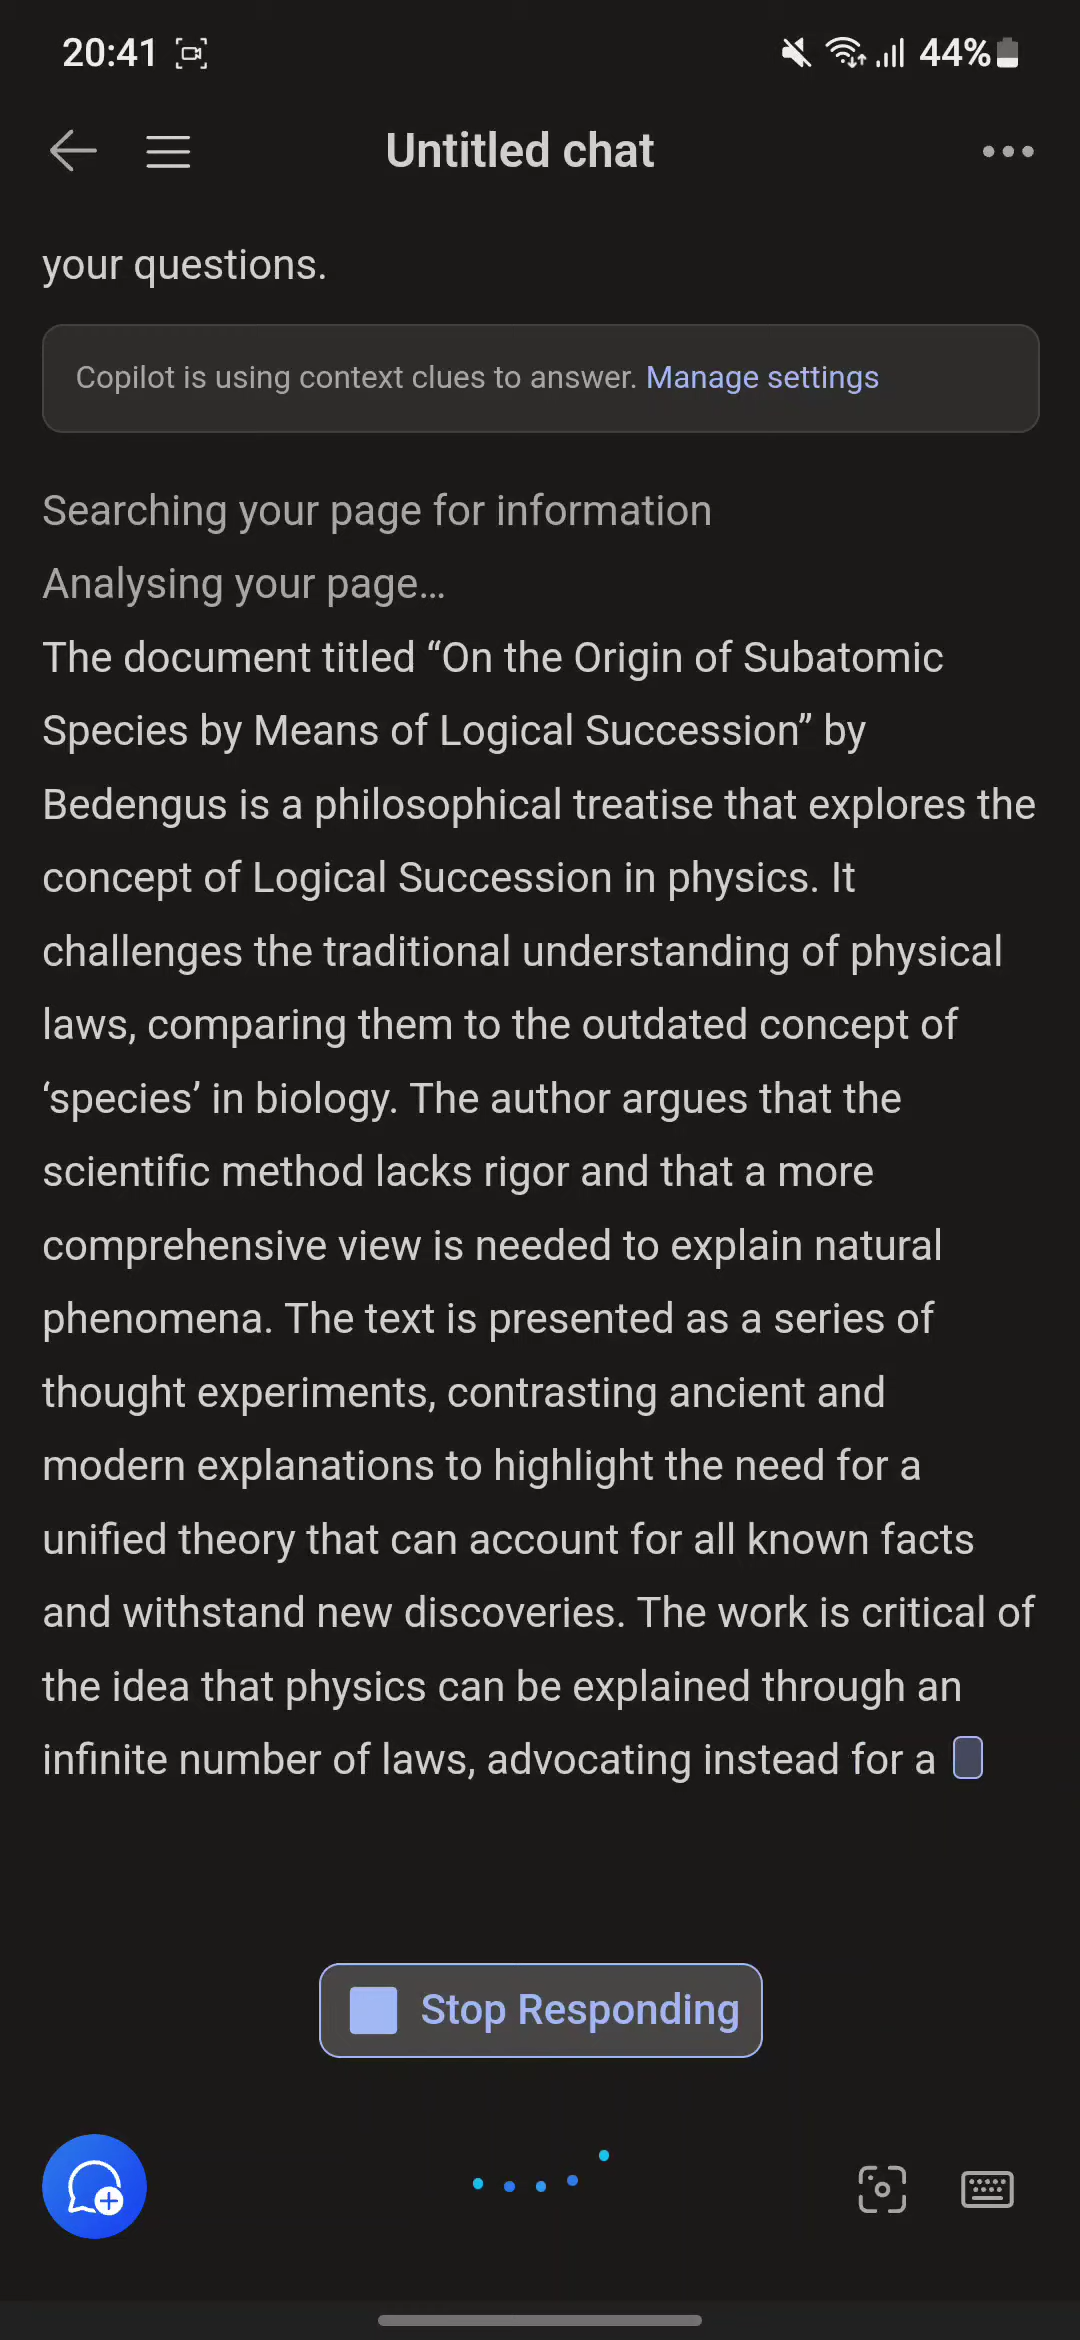 20:41
44%
Untitled chat
your questions.
Copilot is using context clues to answer. Manage settings
Searching your page for information
Analysing your page...
The document titled “On the Origin of Subatomic
Species by Means of Logical Succession” by
Bedengus is a philosophical treatise that explores the
concept of Logical Succession in physics. It
challenges the traditional understanding of physical
laws, comparing them to the outdated concept of
‘species’ in biology. The author argues that the
scientific method lacks rigor and that a more
comprehensive view is needed to explain natural
phenomena. The text is presented as a series of
thought experiments, contrasting ancient and
modern explanations to highlight the need for a
unified theory that can account for all known facts
and withstand new discoveries. The work is critical of
the idea that physics can be explained through an
infinite number of laws, advocating instead for a
Stop Responding